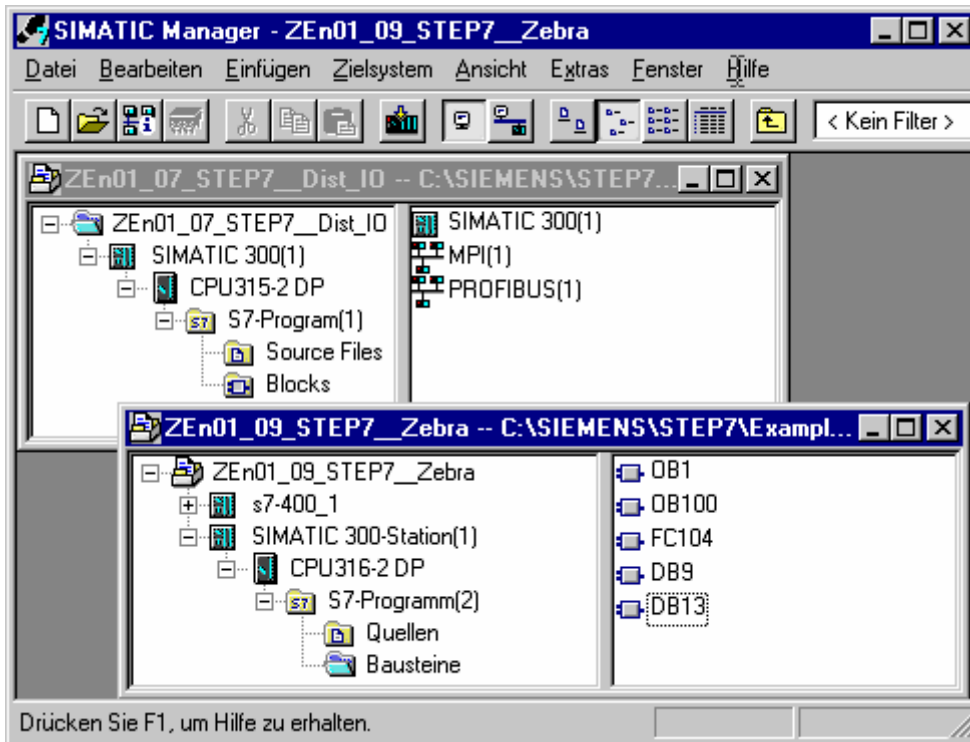 SIMATIC Manager - ZEn01_09_STEP7__Zebra
Datei Bearbeiten Einfügen Zielsystem Ansicht Extras Fenster Hilfe
< Kein Filter >
ZEn01_07_STEP7__Dist_IO -- C:\SIEMENS\STEP7...
ZEn01_07_STEP7__Dist_IO
SIMATIC 300(1)
CPU315-2 DP
S7-Program(1)
Source Files
Blocks
SIMATIC 300(1)
MPI(1)
PROFIBUS(1)
ZEn01_09_STEP7__Zebra -- C:\SIEMENS\STEP7\Exampl...
ZEn01_09_STEP7__Zebra
s7-400_1
SIMATIC 300-Station(1)
CPU316-2 DP
S7-Programm(2)
Quellen
Bausteine
OB1
OB100
FC104
DB9
DB13
Drücken Sie F1, um Hilfe zu erhalten.